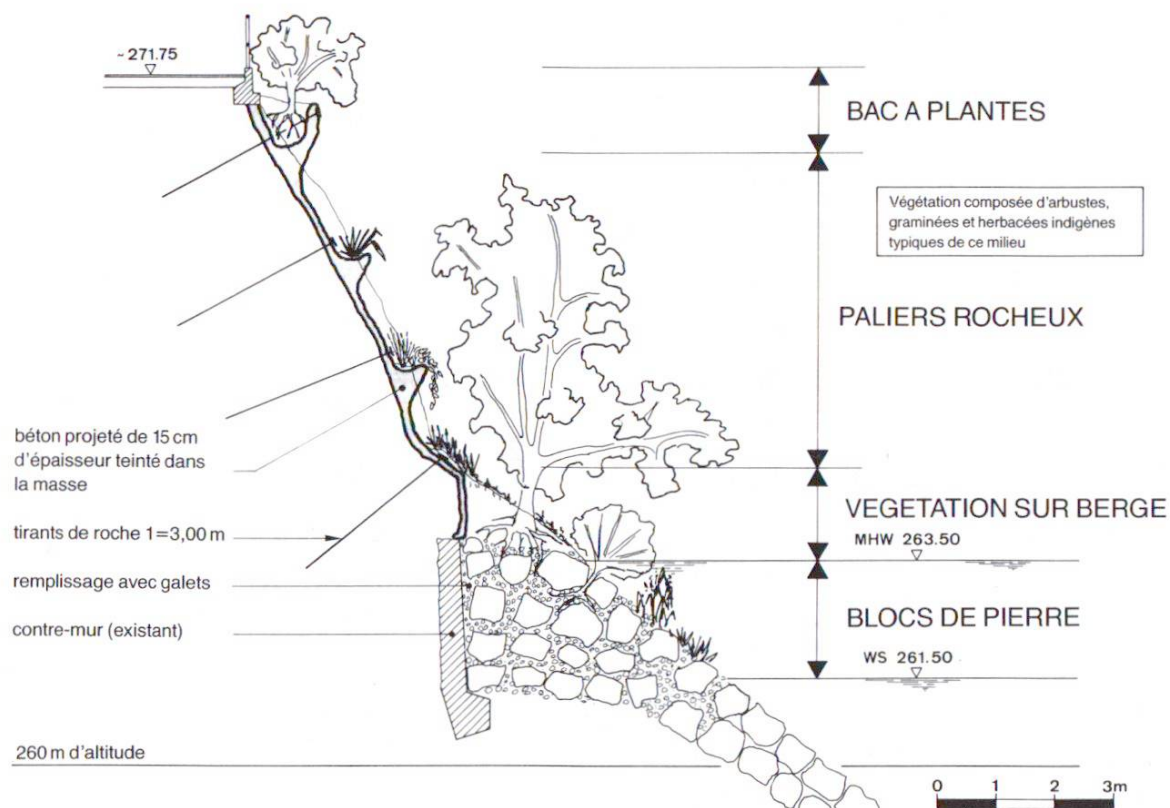 ~271.75
BAC A PLANTES
Végétation composée d'arbustes,
graminées et herbacées indigènes
typiques de ce milieu
PALIERS ROCHEUX
béton projeté de 15 cm
d'épaisseur teinté dans
la masse
tirants de roche 1=3,00 m
remplissage avec galets
contre-mur (existant)
VEGETATION SUR BERGE
MHW 263.50
BLOCS DE PIERRE
WS 261.50
260 m d'altitude
0 1 2 3m